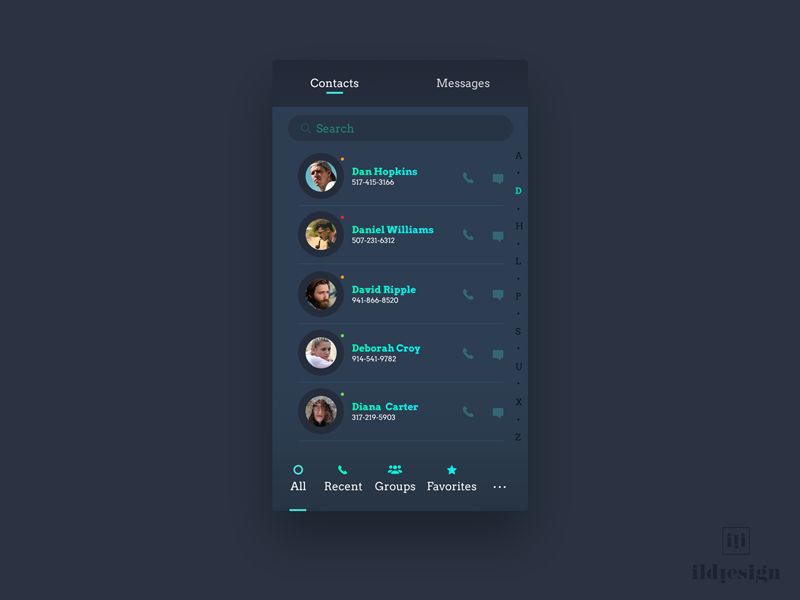 Contacts
Messages
Search
Dan Hopkins
517-415-3166
Daniel Williams
507-231-6312
David Ripple
941-866-8520
Deborah Croy
914-541-9782
Diana Carter
317-219-5903
A
D
H
L
P
S
U
X
Z
All
Recent
Groups
Favorites
ildiesign